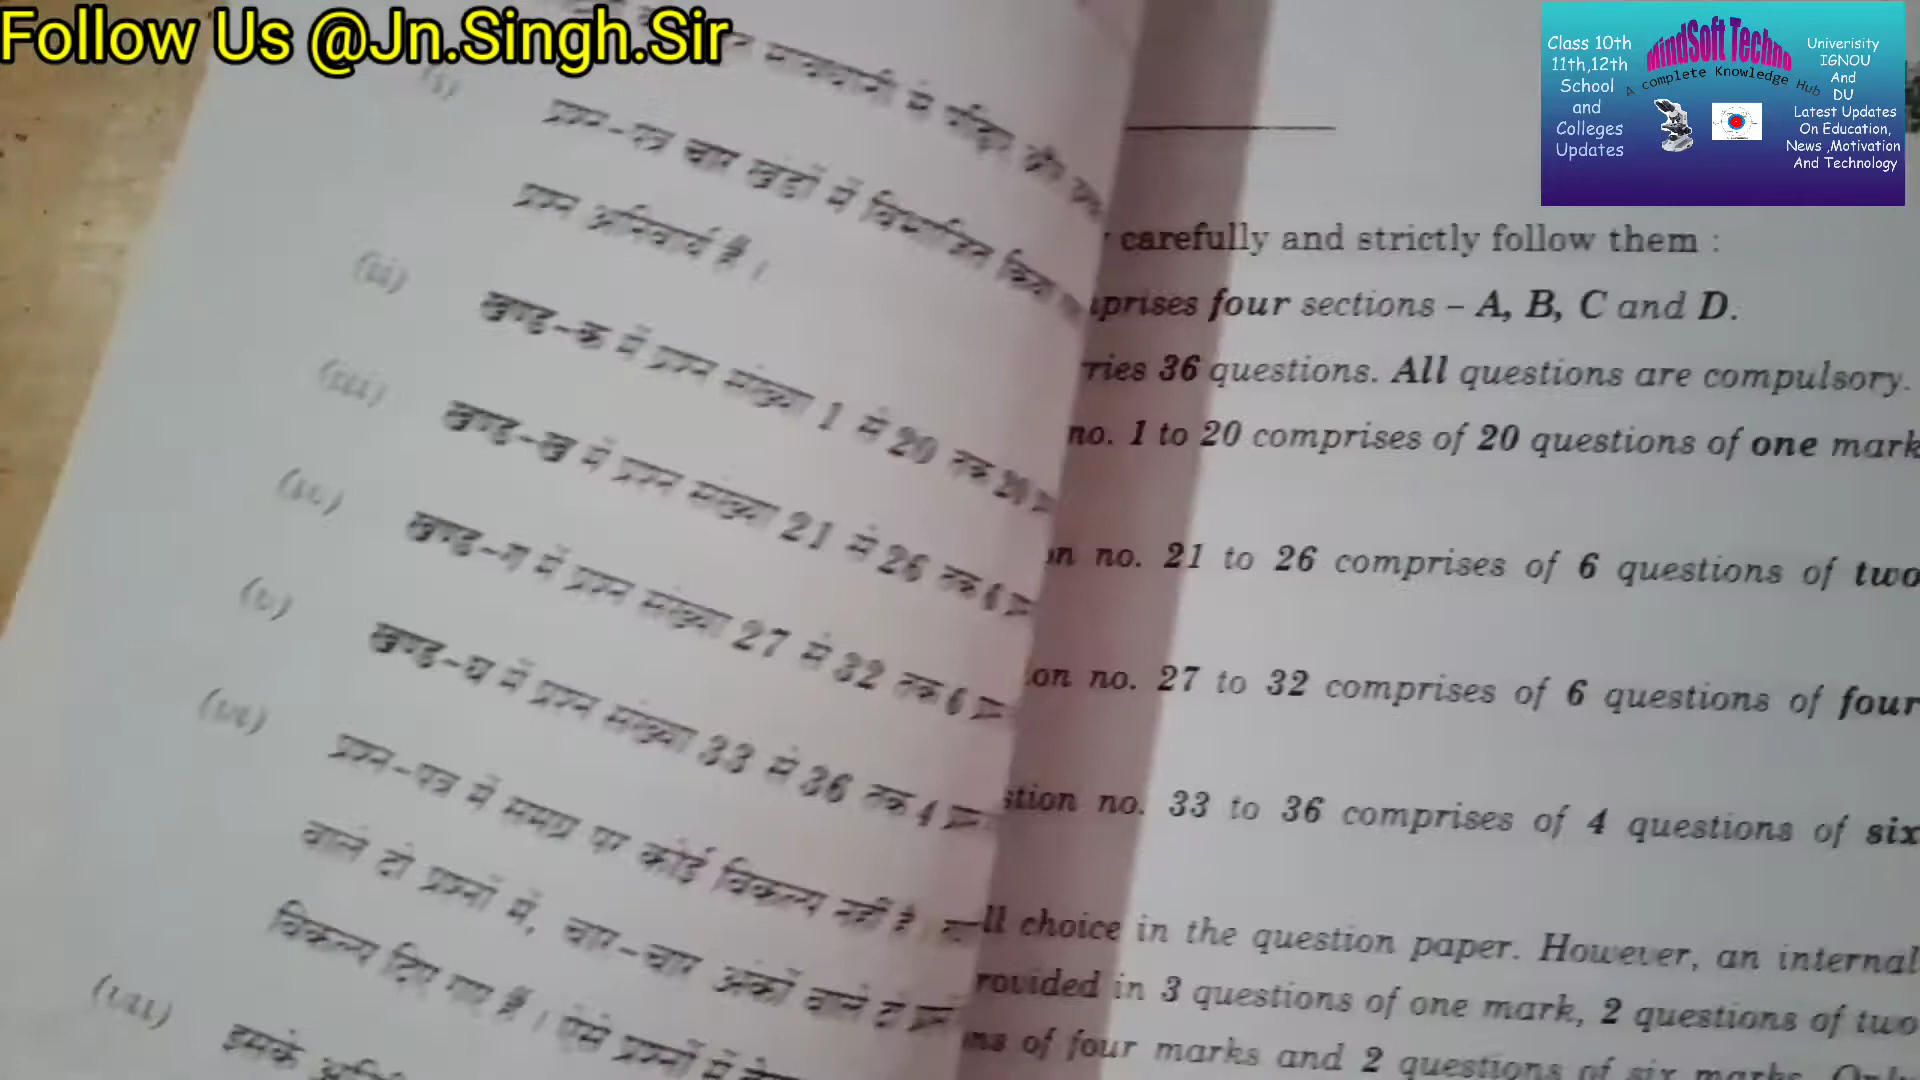 Follow Us @Jn.Singh.Sir
Class 10th
11th,12th
School
and
Colleges
Updates
MindSoft Techno
A complete Knowledge Hub
Univerisity
IGNOU
And
DU
Latest Updates
On Education,
News ,Motivation
And Technology
प्रश्न-पत्र चार खंडों में विभाजित किया
प्रश्न अनिवार्य हैं ।
(ii)
खण्ड-क में प्रश्न संख्या 1 से 20 तक 20
(iii)
खण्ड-ख में प्रश्न संख्या 21 से 26 तक 6
(iv)
खण्ड-ग में प्रश्न संख्या 27 से 32 तक 6
(v)
खण्ड-घ में प्रश्न संख्या 33 से 36 तक 4
(vi)
प्रश्न-पत्र में समग्र पर कोई विकल्प नहीं है
वाले दो प्रश्नों में, चार-चार अंकों वाले दो
विकल्प दिए गए हैं । ऐसे प्रश्नों में
(vii)
इसके
carefully and strictly follow them :
prises four sections – A, B, C and D.
ries 36 questions. All questions are compulsory.
no. 1 to 20 comprises of 20 questions of one mark
on no. 21 to 26 comprises of 6 questions of two
on no. 27 to 32 comprises of 6 questions of four
stion no. 33 to 36 comprises of 4 questions of six
ll choice in the question paper. However, an internal
rovided in 3 questions of one mark, 2 questions of two
ns of four marks and 2 questions of six marks. Only